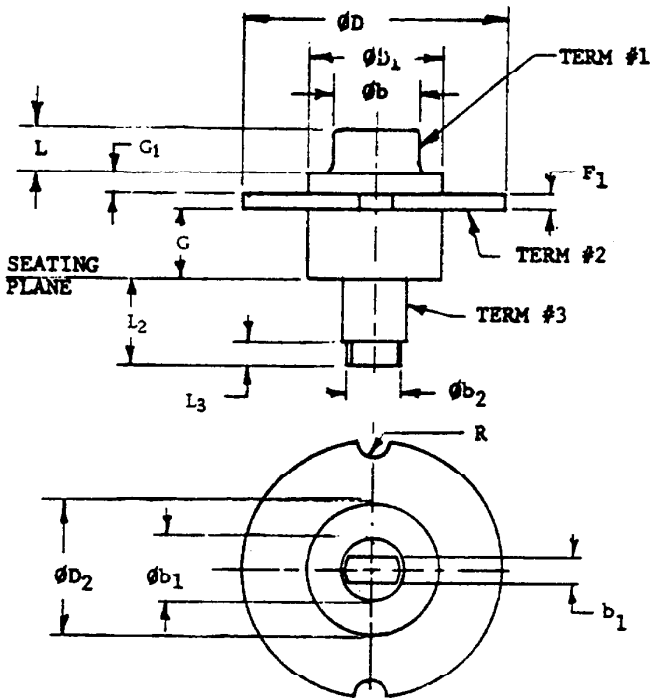 ØD
ØD₁
Øb
TERM #1
L
G₁
F₁
G
TERM #2
SEATING
PLANE
L₂
TERM #3
L₃
Øb₂
R
ØD₂
Øb₁
b₁